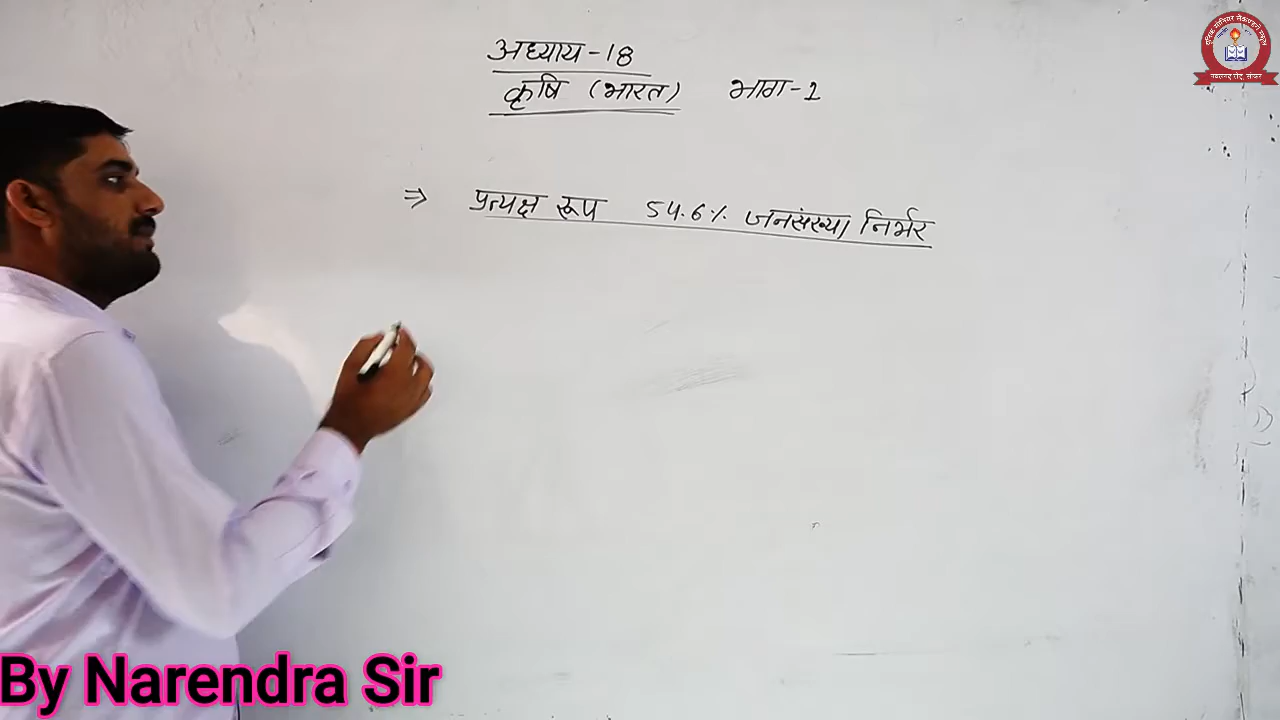 अध्याय-18
कृषि (भारत) भाग-1
⇒ प्रत्यक्ष रूप 54.6% जनसंख्या निर्भर
By Narendra Sir